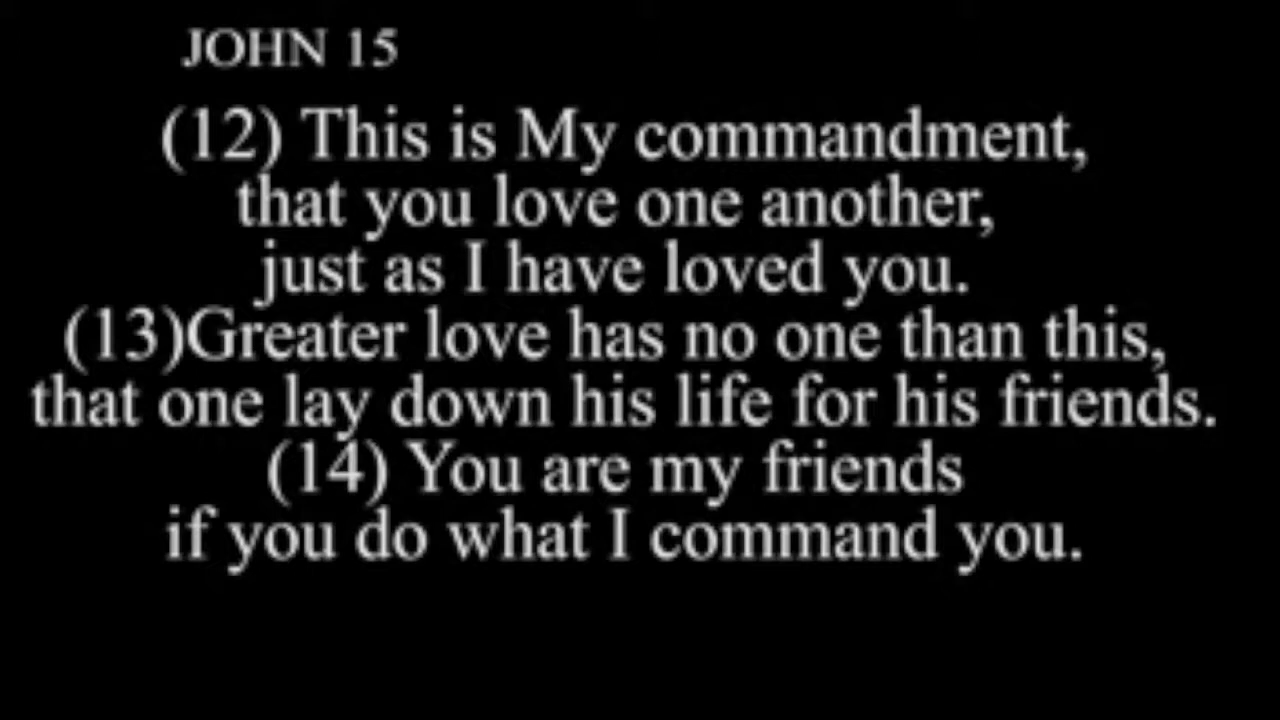 JOHN 15
(12) This is My commandment,
that you love one another,
just as I have loved you.
(13)Greater love has no one than this,
that one lay down his life for his friends.
(14) You are my friends
if you do what I command you.